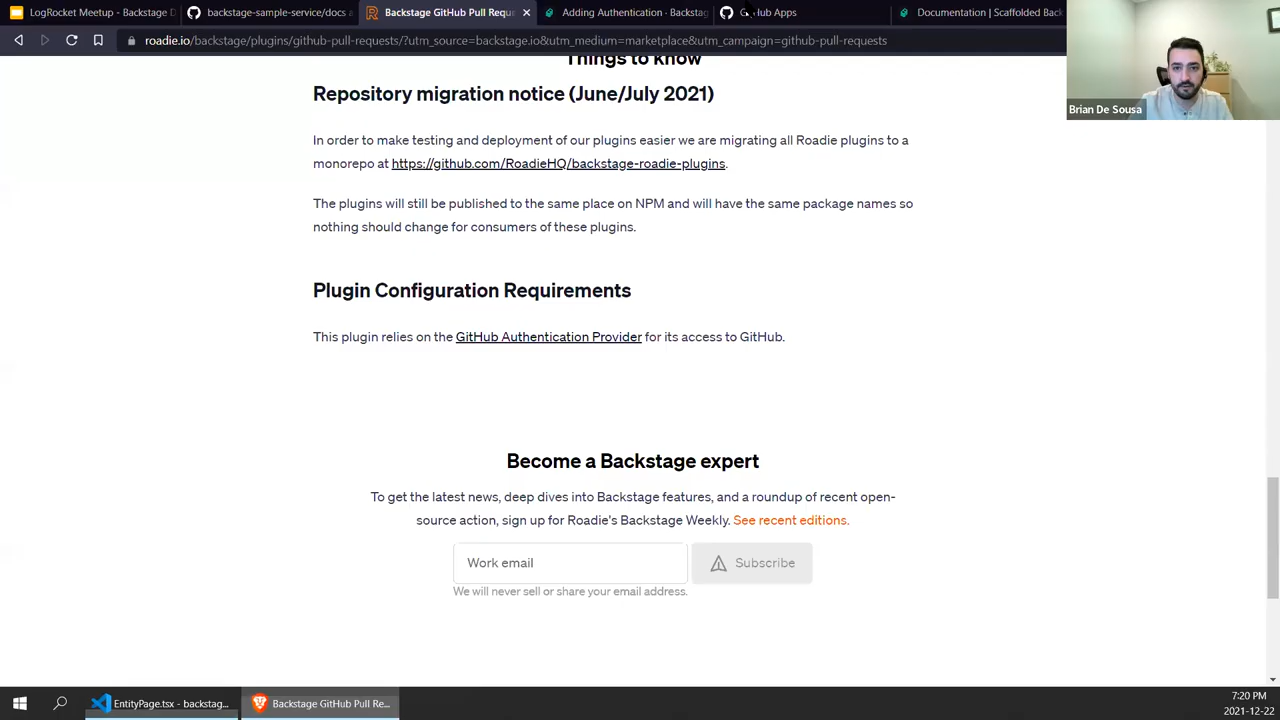 LogRocket Meetup - Backstage D
backstage-sample-service/docs a
Backstage GitHub Pull Requ
Adding Authentication · Backstag
Hub Apps
Documentation | Scaffolded Back
roadie.io/backstage/plugins/github-pull-requests/?utm_source=backstage.io&utm_medium=marketplace&utm_campaign=github-pull-requests
Brian De Sousa
Things to know
Repository migration notice (June/July 2021)
In order to make testing and deployment of our plugins easier we are migrating all Roadie plugins to a
monorepo at https://github.com/RoadieHQ/backstage-roadie-plugins.
The plugins will still be published to the same place on NPM and will have the same package names so
nothing should change for consumers of these plugins.
Plugin Configuration Requirements
This plugin relies on the GitHub Authentication Provider for its access to GitHub.
Become a Backstage expert
To get the latest news, deep dives into Backstage features, and a roundup of recent open-
source action, sign up for Roadie's Backstage Weekly. See recent editions.
Work email
Subscribe
We will never sell or share your email address.
EntityPage.tsx - backstag...
Backstage GitHub Pull Re...
7:20 PM
2021-12-22